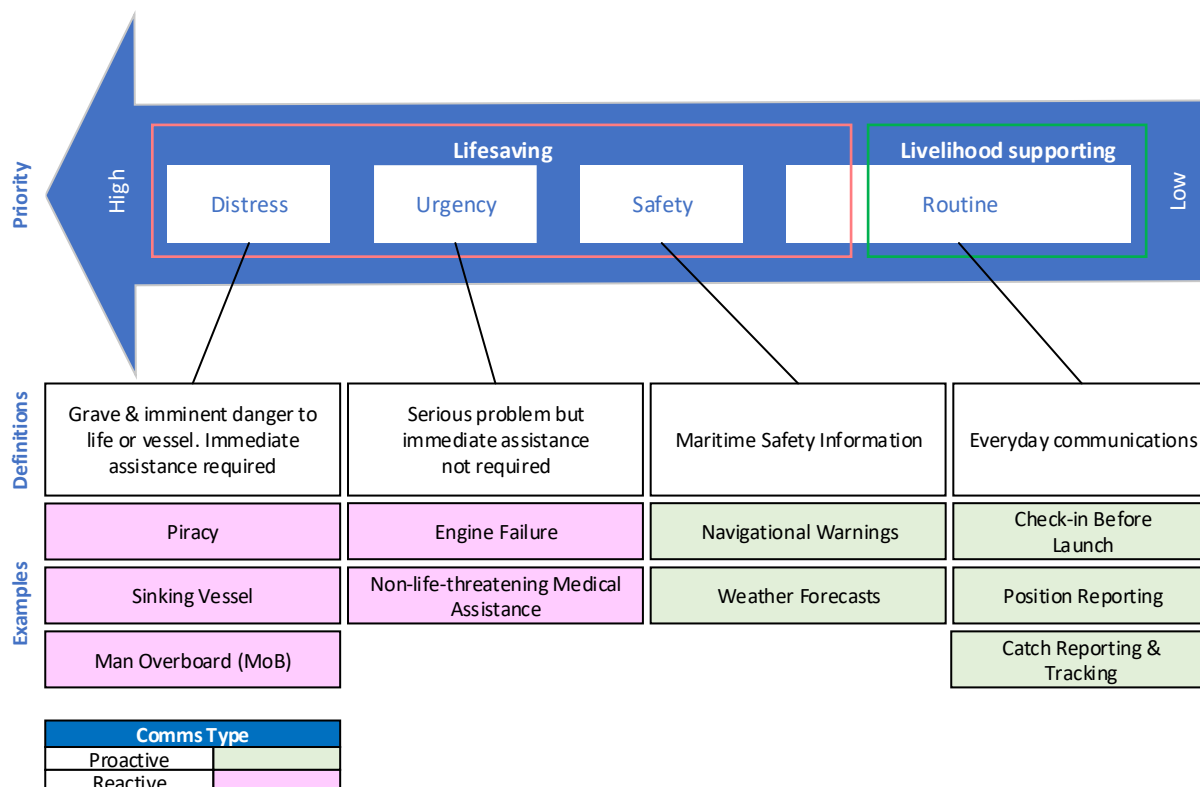 Priority
High
Lifesaving
Livelihood supporting
Low
Distress
Urgency
Safety
Routine
Definitions
Grave & imminent danger to
life or vessel. Immediate
assistance required
Serious problem but
immediate assistance
not required
Maritime Safety Information
Everyday communications
Examples
Piracy
Engine Failure
Navigational Warnings
Check-in Before
Launch
Sinking Vessel
Non-life-threatening Medical
Assistance
Weather Forecasts
Position Reporting
Man Overboard (MoB)
Catch Reporting &
Tracking
Comms Type
Proactive
Reactive